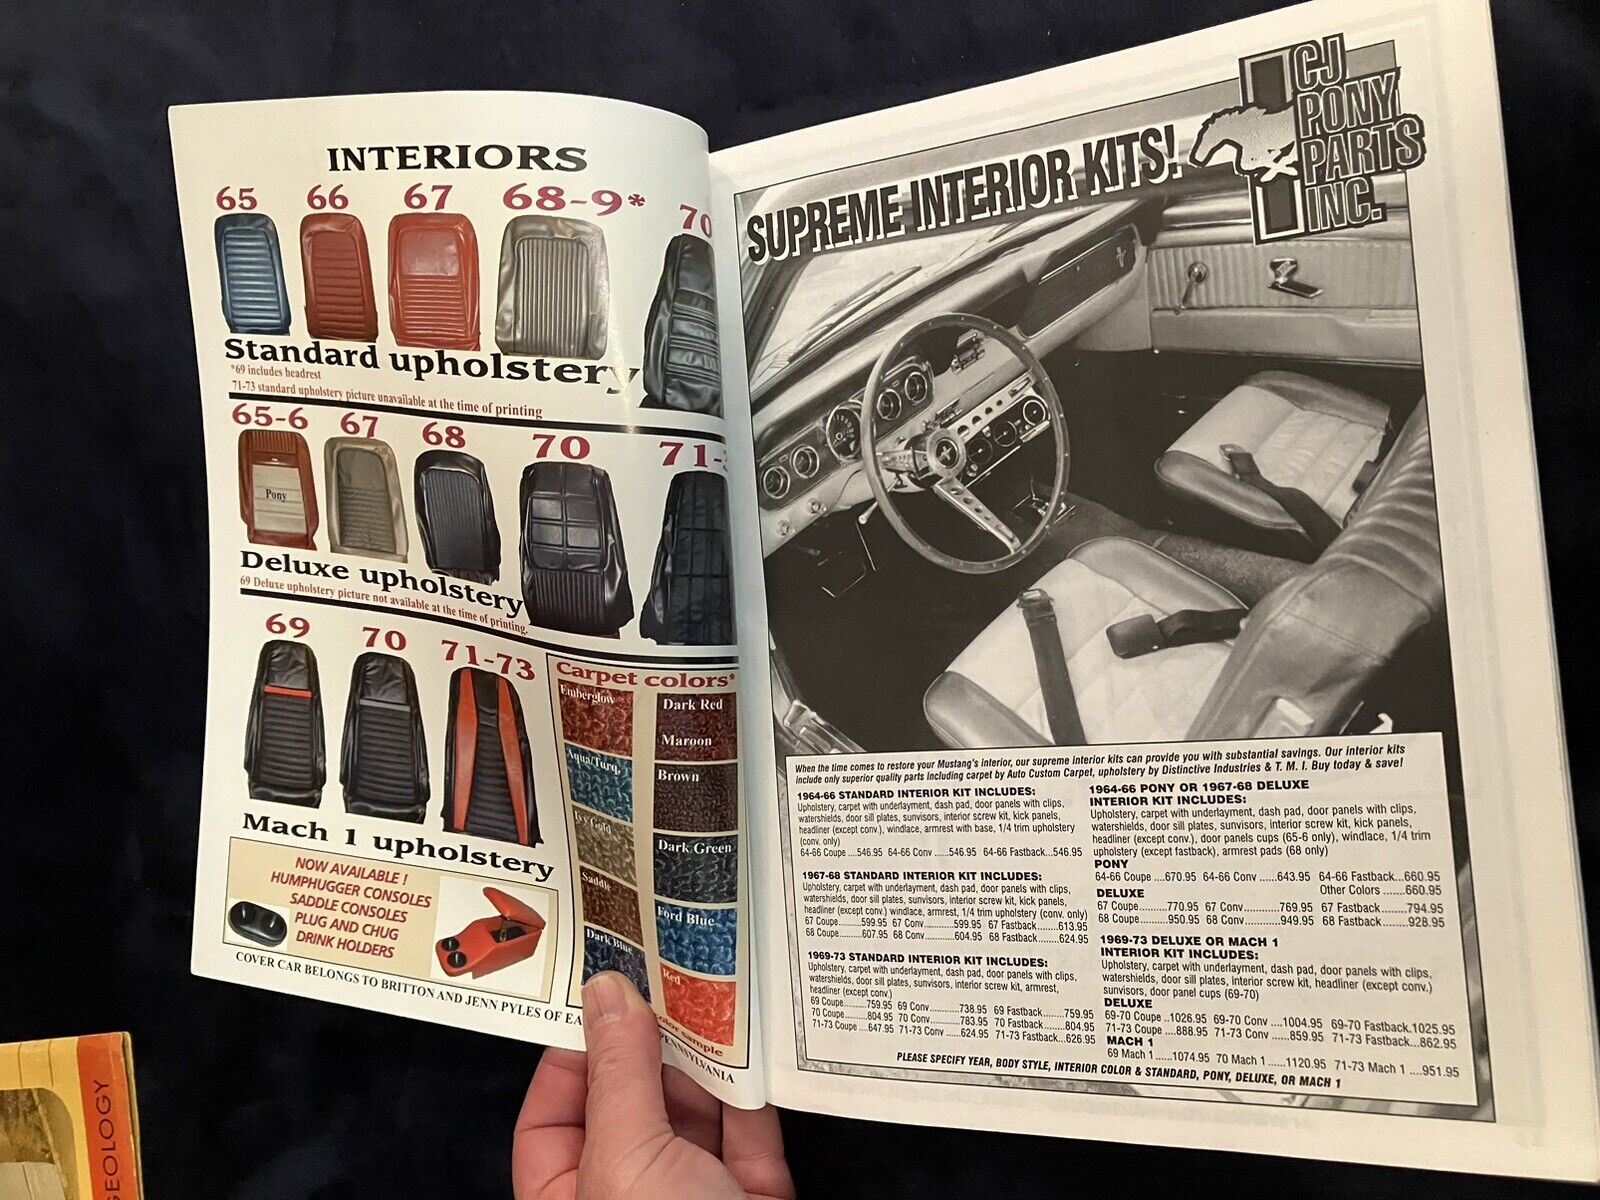 INTERIORS
65 66 67 68-9* 70
Standard upholstery
*69 includes headrest
71-73 standard upholstery picture unavailable at the time of printing
65-6 67 68 70 71-3
Pony
Deluxe upholstery
69 Deluxe upholstery picture not available at the time of printing.
69 70 71-73
Mach 1 upholstery
NOW AVAILABLE !
HUMPHUGGER CONSOLES
SADDLE CONSOLES
PLUG AND CHUG
DRINK HOLDERS
Carpet colors*
Emberglow
Dark Red
Maroon
Aqua/Turq.
Brown
Ivy Gold
Dark Green
Saddle
Ford Blue
Dark Blue
Red
color sample
COVER CAR BELONGS TO BRITTON AND JENN PYLES OF EA
PENNSYLVANIA
GEOLOGY
CJ
PONY
PARTS
INC.
SUPREME INTERIOR KITS!
When the time comes to restore your Mustang's interior, our supreme interior kits can provide you with substantial savings. Our interior kits
include only superior quality parts including carpet by Auto Custom Carpet, upholstery by Distinctive Industries & T. M. I. Buy today & save!
1964-66 STANDARD INTERIOR KIT INCLUDES:
Upholstery, carpet with underlayment, dash pad, door panels with clips,
watershields, door sill plates, sunvisors, interior screw kit, kick panels,
headliner (except conv.), windlace, armrest with base, 1/4 trim upholstery
(conv. only)
64-66 Coupe ....546.95 64-66 Conv ......546.95 64-66 Fastback...546.95
1967-68 STANDARD INTERIOR KIT INCLUDES:
Upholstery, carpet with underlayment, dash pad, door panels with clips,
watershields, door sill plates, sunvisors, interior screw kit, kick panels,
headliner (except conv.) windlace, armrest, 1/4 trim upholstery (conv. only)
67 Coupe.........599.95 67 Conv..........599.95 67 Fastback.......613.95
68 Coupe.........607.95 68 Conv..........604.95 68 Fastback.......624.95
1969-73 STANDARD INTERIOR KIT INCLUDES:
Upholstery, carpet with underlayment, dash pad, door panels with clips,
watershields, door sill plates, sunvisors, interior screw kit, armrest,
headliner (except conv.)
69 Coupe.........759.95 69 Conv..........738.95 69 Fastback.......759.95
70 Coupe.........804.95 70 Conv..........783.95 70 Fastback.......804.95
71-73 Coupe ....647.95 71-73 Conv......624.95 71-73 Fastback...626.95
1964-66 PONY OR 1967-68 DELUXE
INTERIOR KIT INCLUDES:
Upholstery, carpet with underlayment, dash pad, door panels with clips,
watershields, door sill plates, sunvisors, interior screw kit, kick panels,
headliner (except conv.), door panels cups (65-6 only), windlace, 1/4 trim
upholstery (except fastback), armrest pads (68 only)
PONY
64-66 Coupe ....670.95 64-66 Conv ......643.95 64-66 Fastback...660.95
Other Colors .......660.95
DELUXE
67 Coupe.........770.95 67 Conv..........769.95 67 Fastback.......794.95
68 Coupe.........950.95 68 Conv..........949.95 68 Fastback.......928.95
1969-73 DELUXE OR MACH 1
INTERIOR KIT INCLUDES:
Upholstery, carpet with underlayment, dash pad, door panels with clips,
watershields, door sill plates, interior screw kit, headliner (except conv.)
sunvisors, door panel cups (69-70)
DELUXE
69-70 Coupe ..1026.95 69-70 Conv ....1004.95 69-70 Fastback.1025.95
71-73 Coupe ....888.95 71-73 Conv......859.95 71-73 Fastback...862.95
MACH 1
69 Mach 1......1074.95 70 Mach 1 ......1120.95 71-73 Mach 1 ....951.95
PLEASE SPECIFY YEAR, BODY STYLE, INTERIOR COLOR & STANDARD, PONY, DELUXE, OR MACH 1